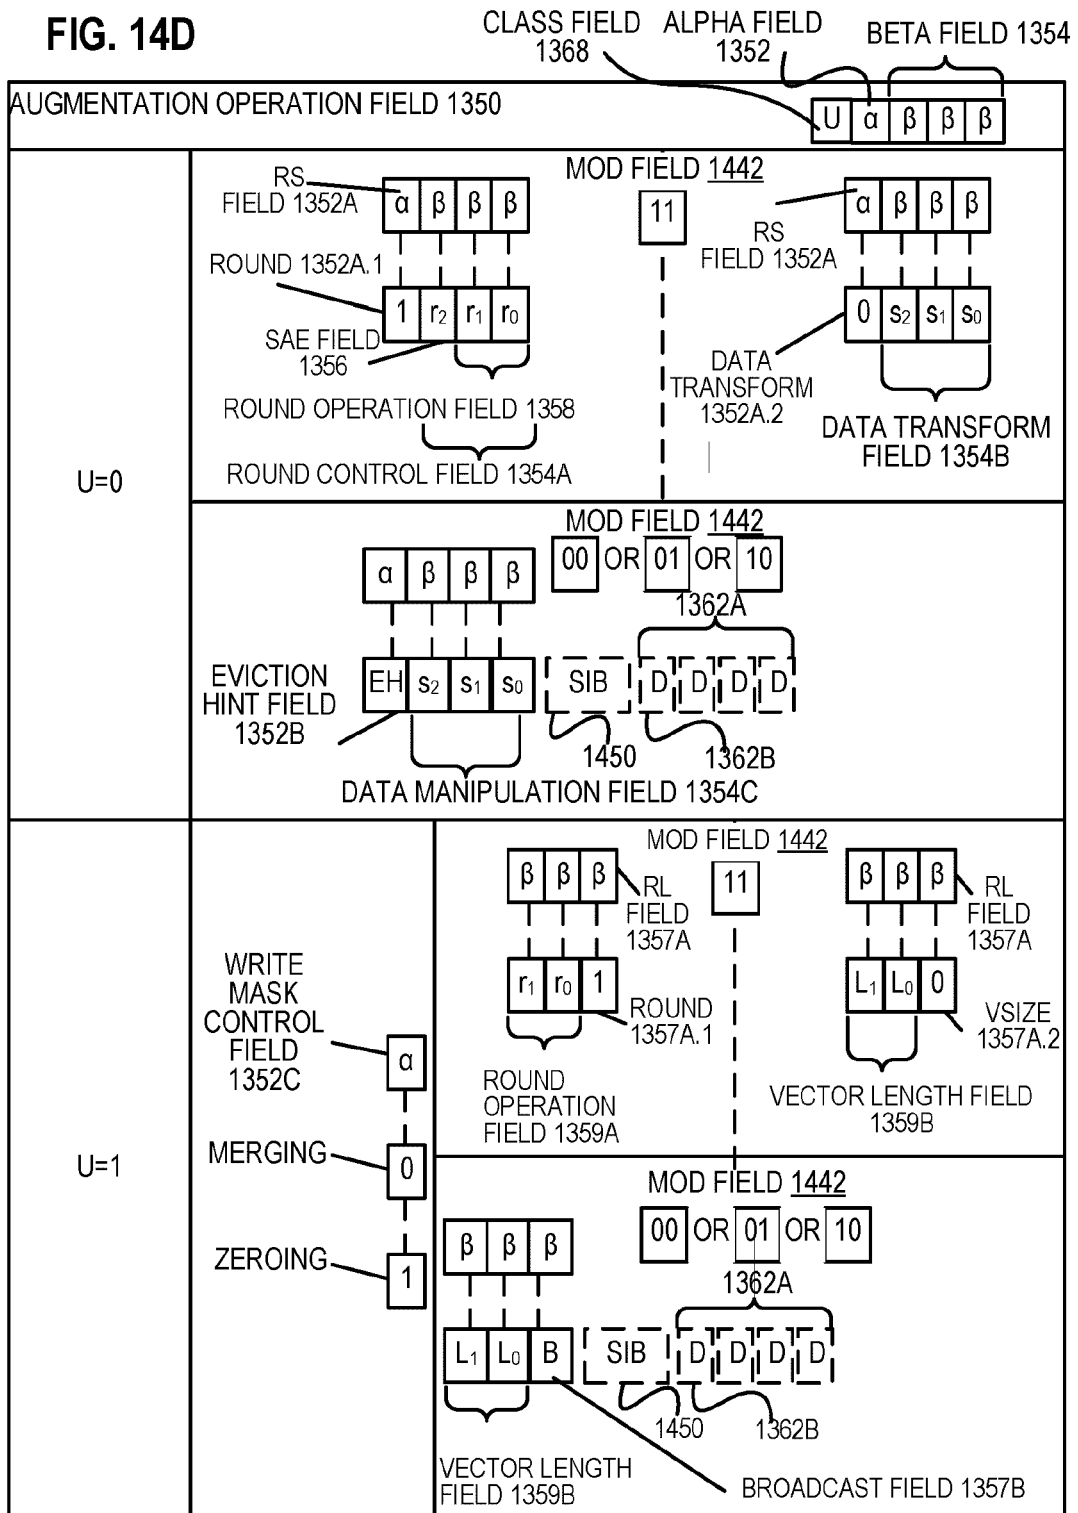 FIG. 14D
CLASS FIELD
1368
ALPHA FIELD
1352
BETA FIELD 1354
AUGMENTATION OPERATION FIELD 1350
U α β β β
U=0
MOD FIELD 1442
11
RS
FIELD 1352A
α β β β
ROUND 1352A.1
1 r2 r1 r0
SAE FIELD
1356
ROUND OPERATION FIELD 1358
ROUND CONTROL FIELD 1354A
α β β β
RS
FIELD 1352A
0 s2 s1 s0
DATA
TRANSFORM
1352A.2
DATA TRANSFORM
FIELD 1354B
MOD FIELD 1442
00 OR 01 OR 10
α β β β
1362A
EH s2 s1 s0 SIB D D D D
EVICTION
HINT FIELD
1352B
1450
1362B
DATA MANIPULATION FIELD 1354C
U=1
WRITE
MASK
CONTROL
FIELD
1352C
α
MERGING
0
ZEROING
1
MOD FIELD 1442
11
β β β
RL
FIELD
1357A
r1 r0 1
ROUND
1357A.1
ROUND
OPERATION
FIELD 1359A
β β β
RL
FIELD
1357A
L1 L0 0
VSIZE
1357A.2
VECTOR LENGTH FIELD
1359B
MOD FIELD 1442
00 OR 01 OR 10
β β β
1362A
L1 L0 B SIB D D D D
1450
1362B
VECTOR LENGTH
FIELD 1359B
BROADCAST FIELD 1357B